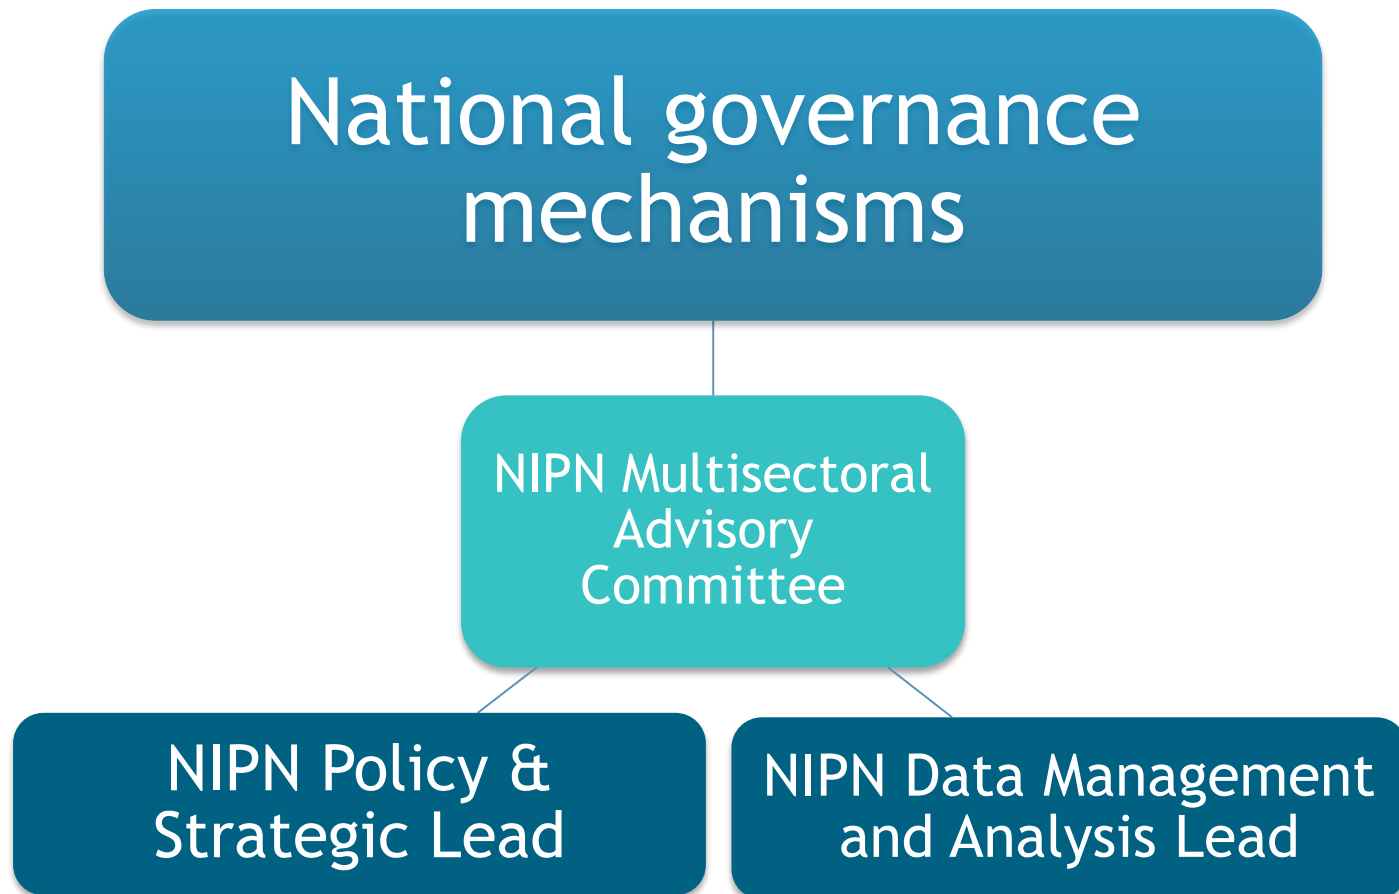 National governance
mechanisms
NIPN Multisectoral
Advisory
Committee
NIPN Policy &
Strategic Lead
NIPN Data Management
and Analysis Lead